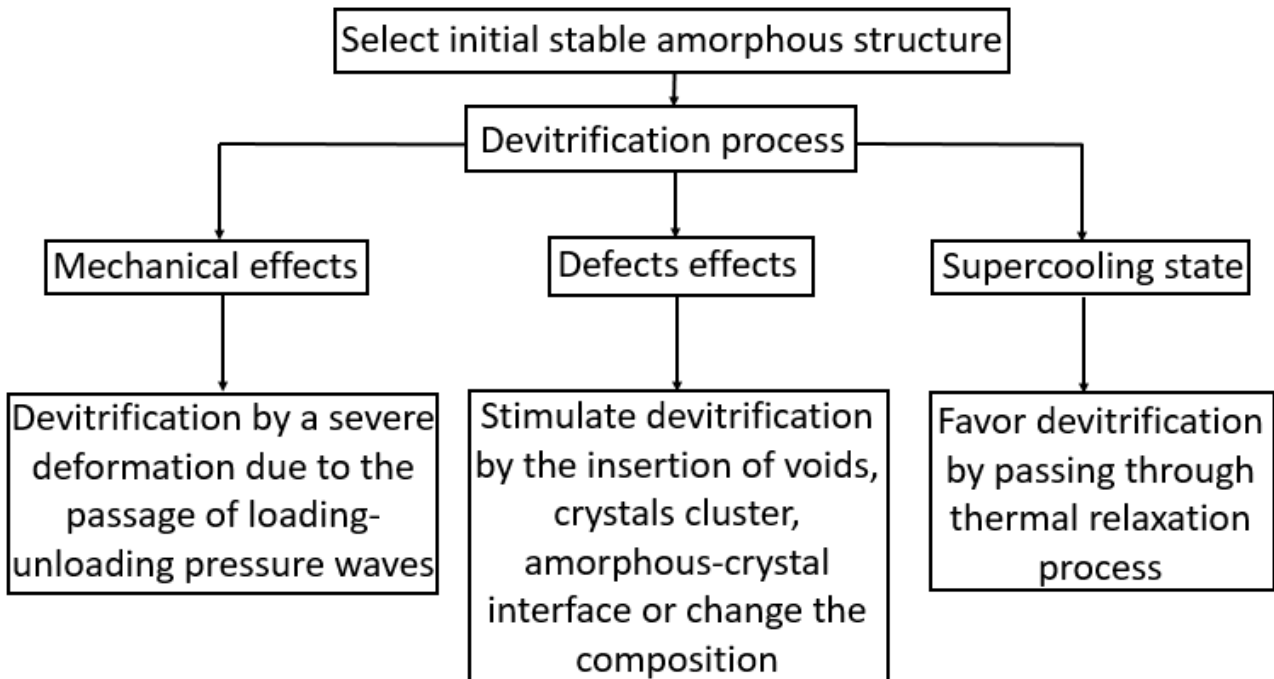 Select initial stable amorphous structure
Devitrification process
Mechanical effects
Defects effects
Supercooling state
Devitrification by a severe
deformation due to the
passage of loading-
unloading pressure waves
Stimulate devitrification
by the insertion of voids,
crystals cluster,
amorphous-crystal
interface or change the
composition
Favor devitrification
by passing through
thermal relaxation
process